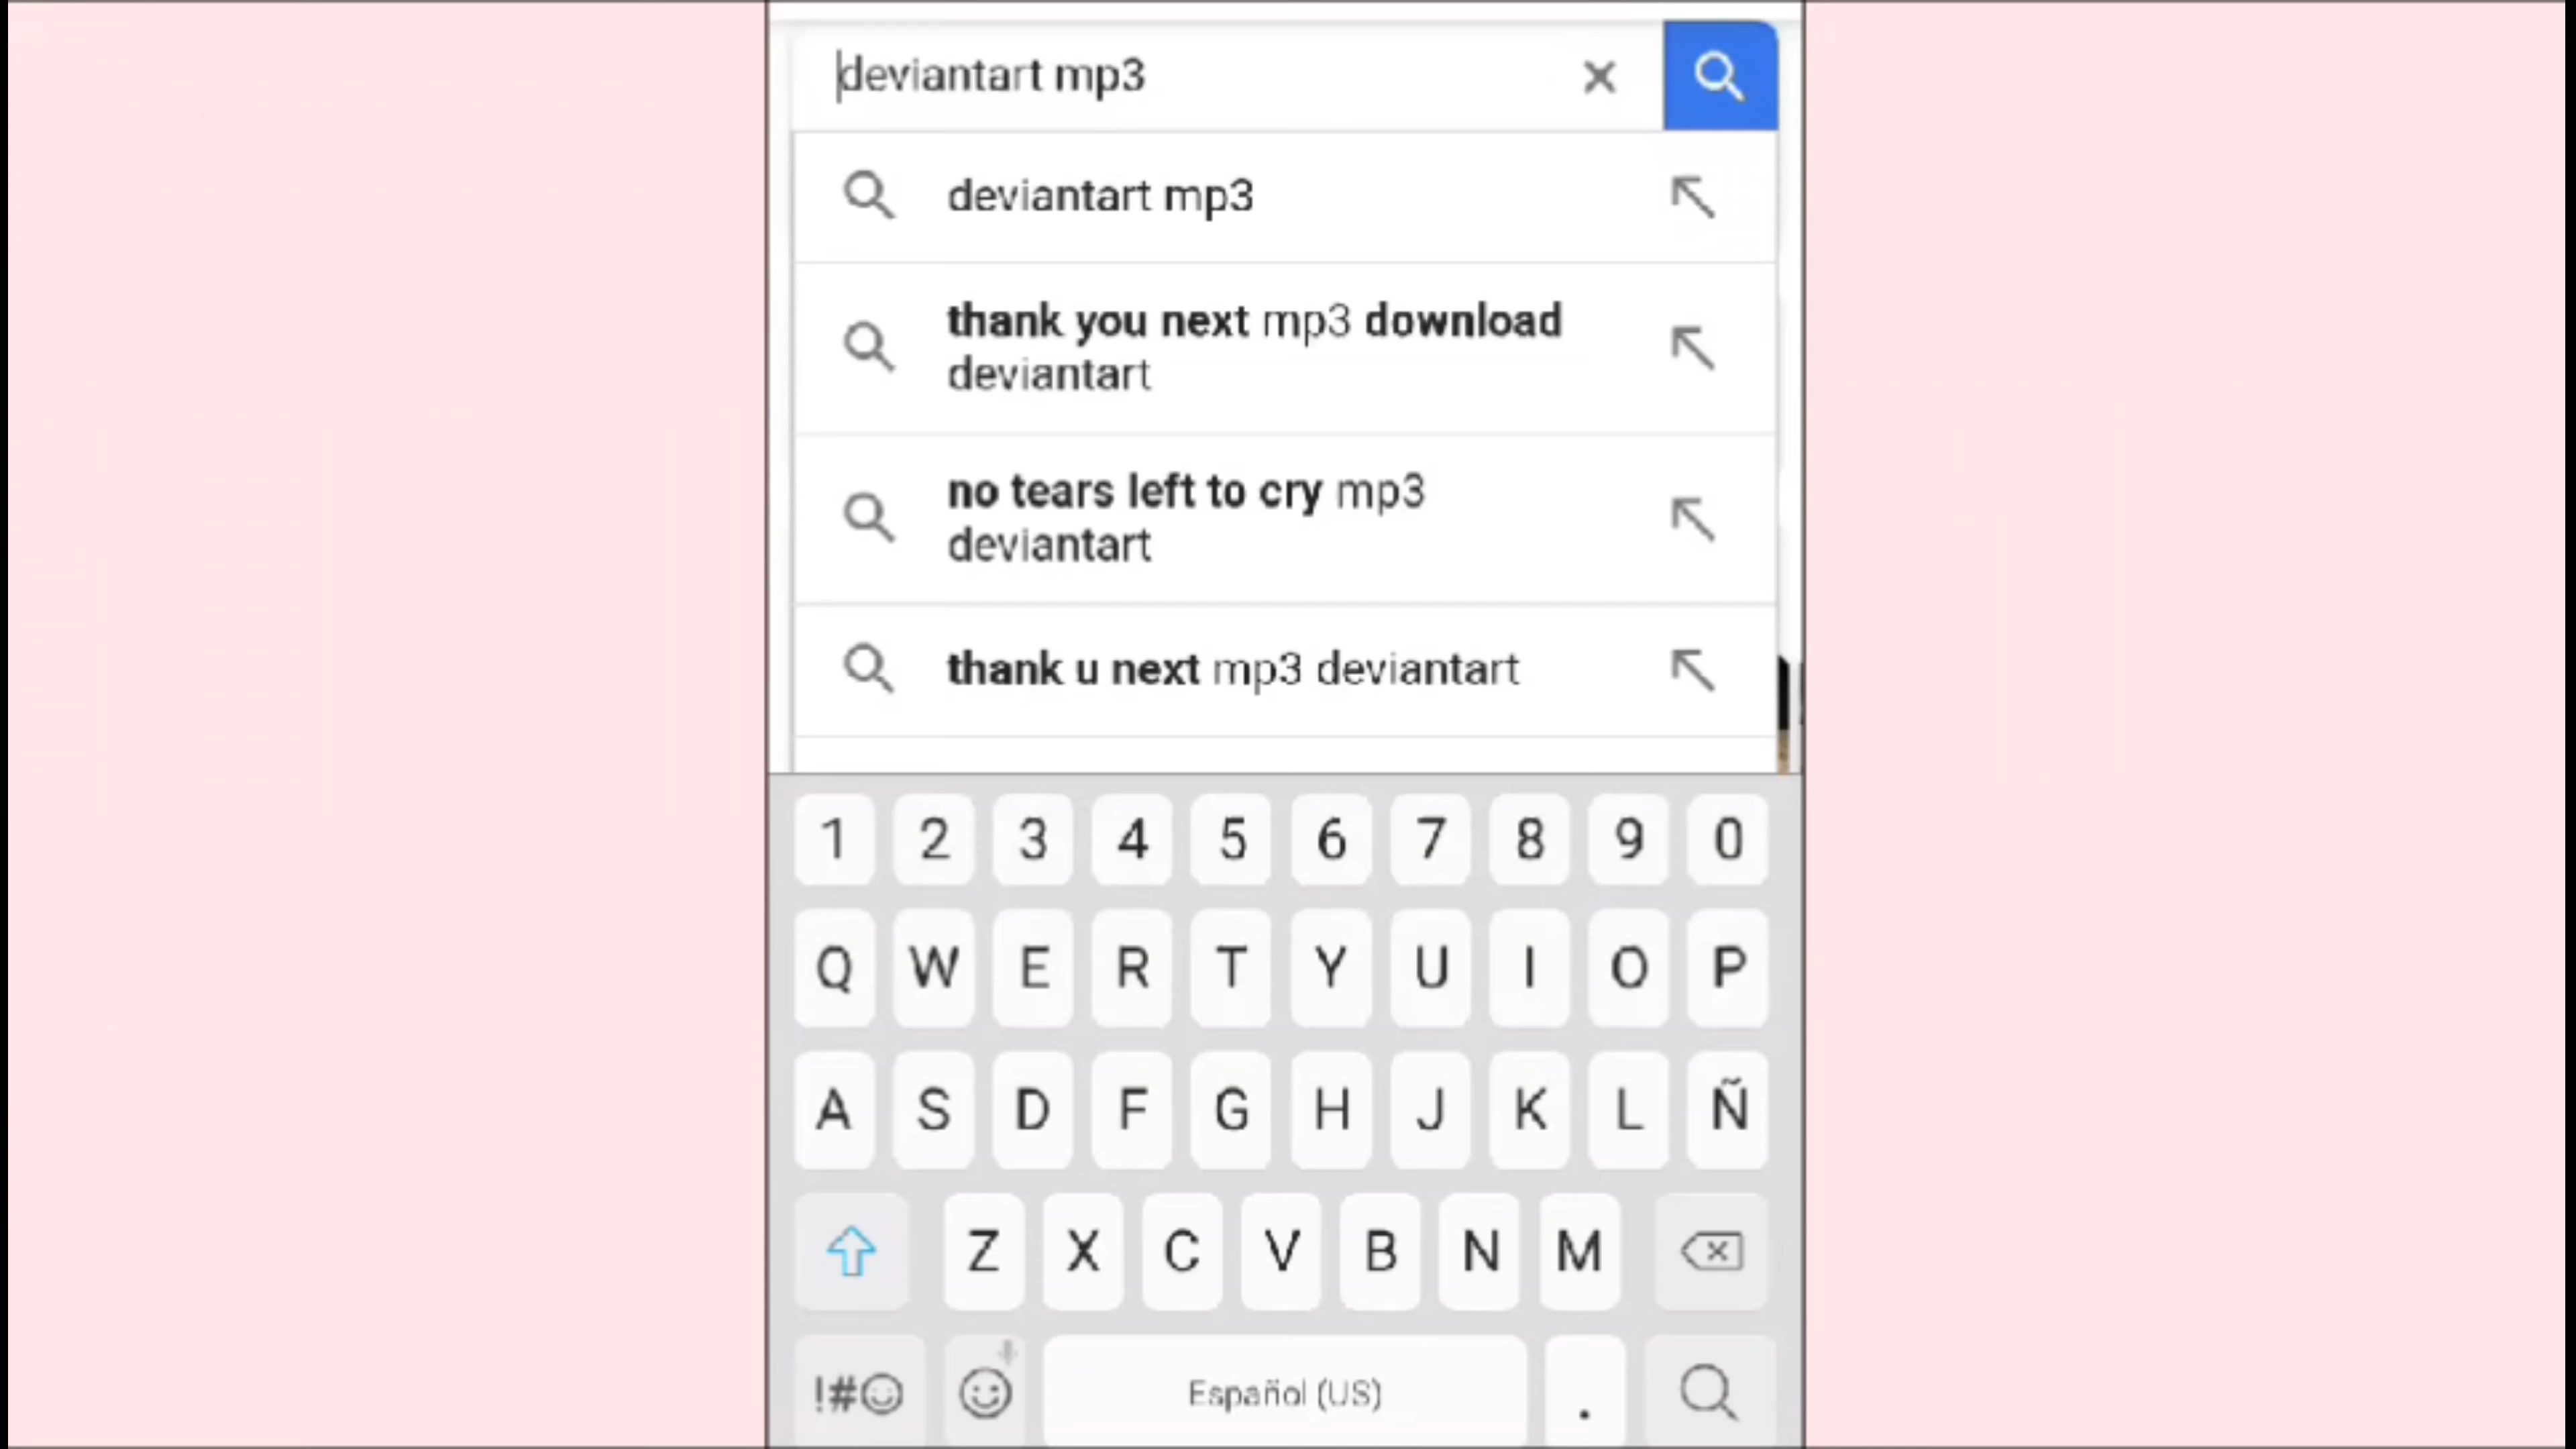 deviantart mp3
deviantart mp3
thank you next mp3 download
deviantart
no tears left to cry mp3
deviantart
thank u next mp3 deviantart
1 2 3 4 5 6 7 8 9 0
Q W E R T Y U I O P
A S D F G H J K L Ñ
Z X C V B N M
!#☺ Español (US) .